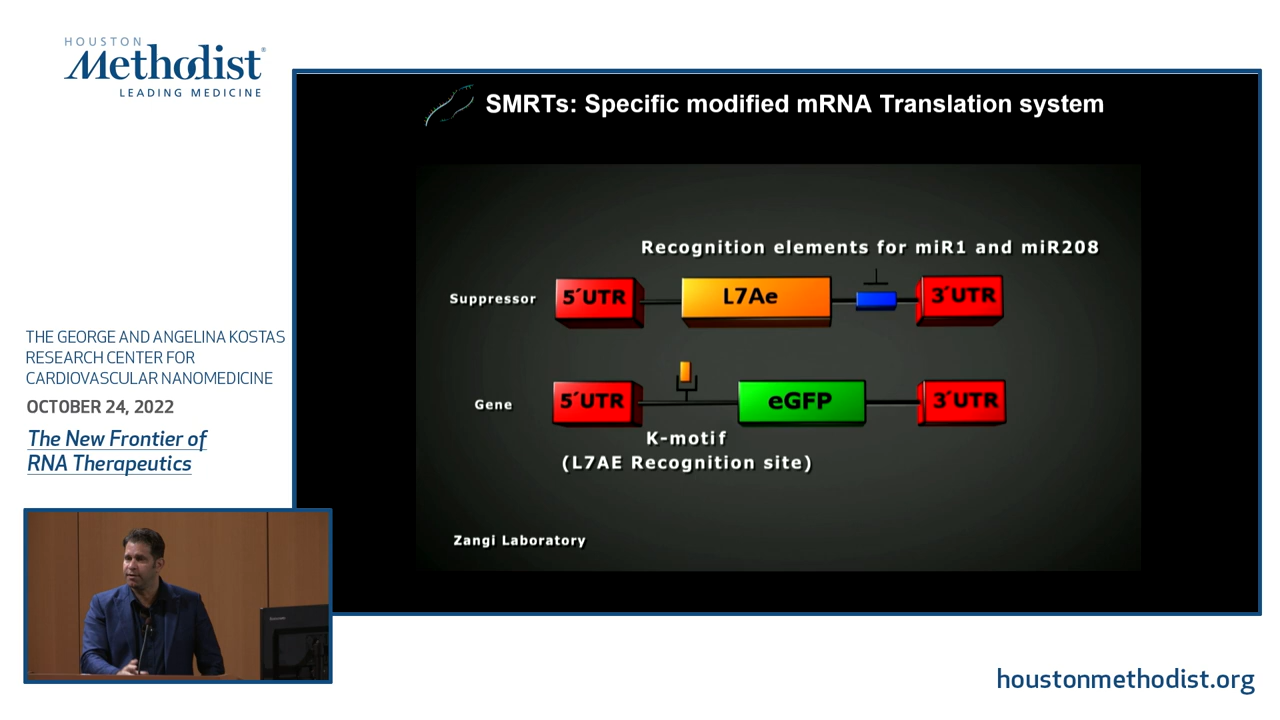 HOUSTON
Methodist®
LEADING MEDICINE
SMRTs: Specific modified mRNA Translation system
Recognition elements for miR1 and miR208
Suppressor
5´UTR
L7Ae
3´UTR
Gene
5´UTR
eGFP
3´UTR
K-motif
(L7AE Recognition site)
Zangi Laboratory
THE GEORGE AND ANGELINA KOSTAS
RESEARCH CENTER FOR
CARDIOVASCULAR NANOMEDICINE
OCTOBER 24, 2022
The New Frontier of
RNA Therapeutics
houstonmethodist.org